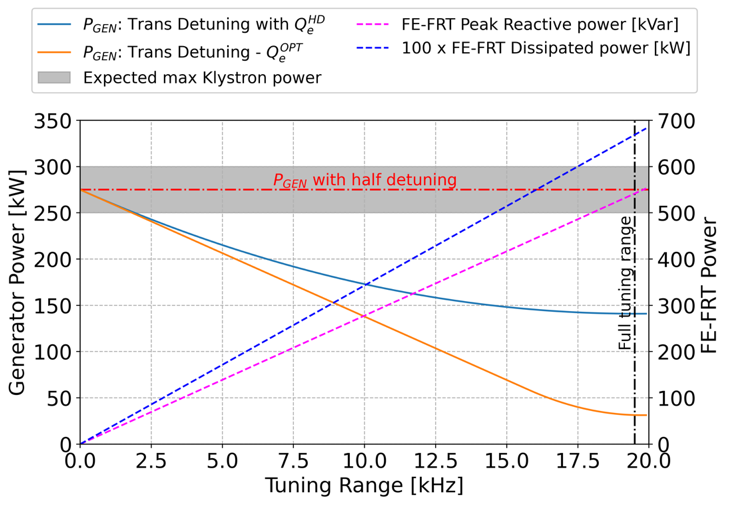 P_GEN: Trans Detuning with Q_e^HD
P_GEN: Trans Detuning - Q_e^OPT
Expected max Klystron power
FE-FRT Peak Reactive power [kVar]
100 x FE-FRT Dissipated power [kW]
350
300
250
200
150
100
50
0
Generator Power [kW]
P_GEN with half detuning
Full tuning range
700
600
500
400
300
200
100
0
FE-FRT Power
0.0 2.5 5.0 7.5 10.0 12.5 15.0 17.5 20.0
Tuning Range [kHz]